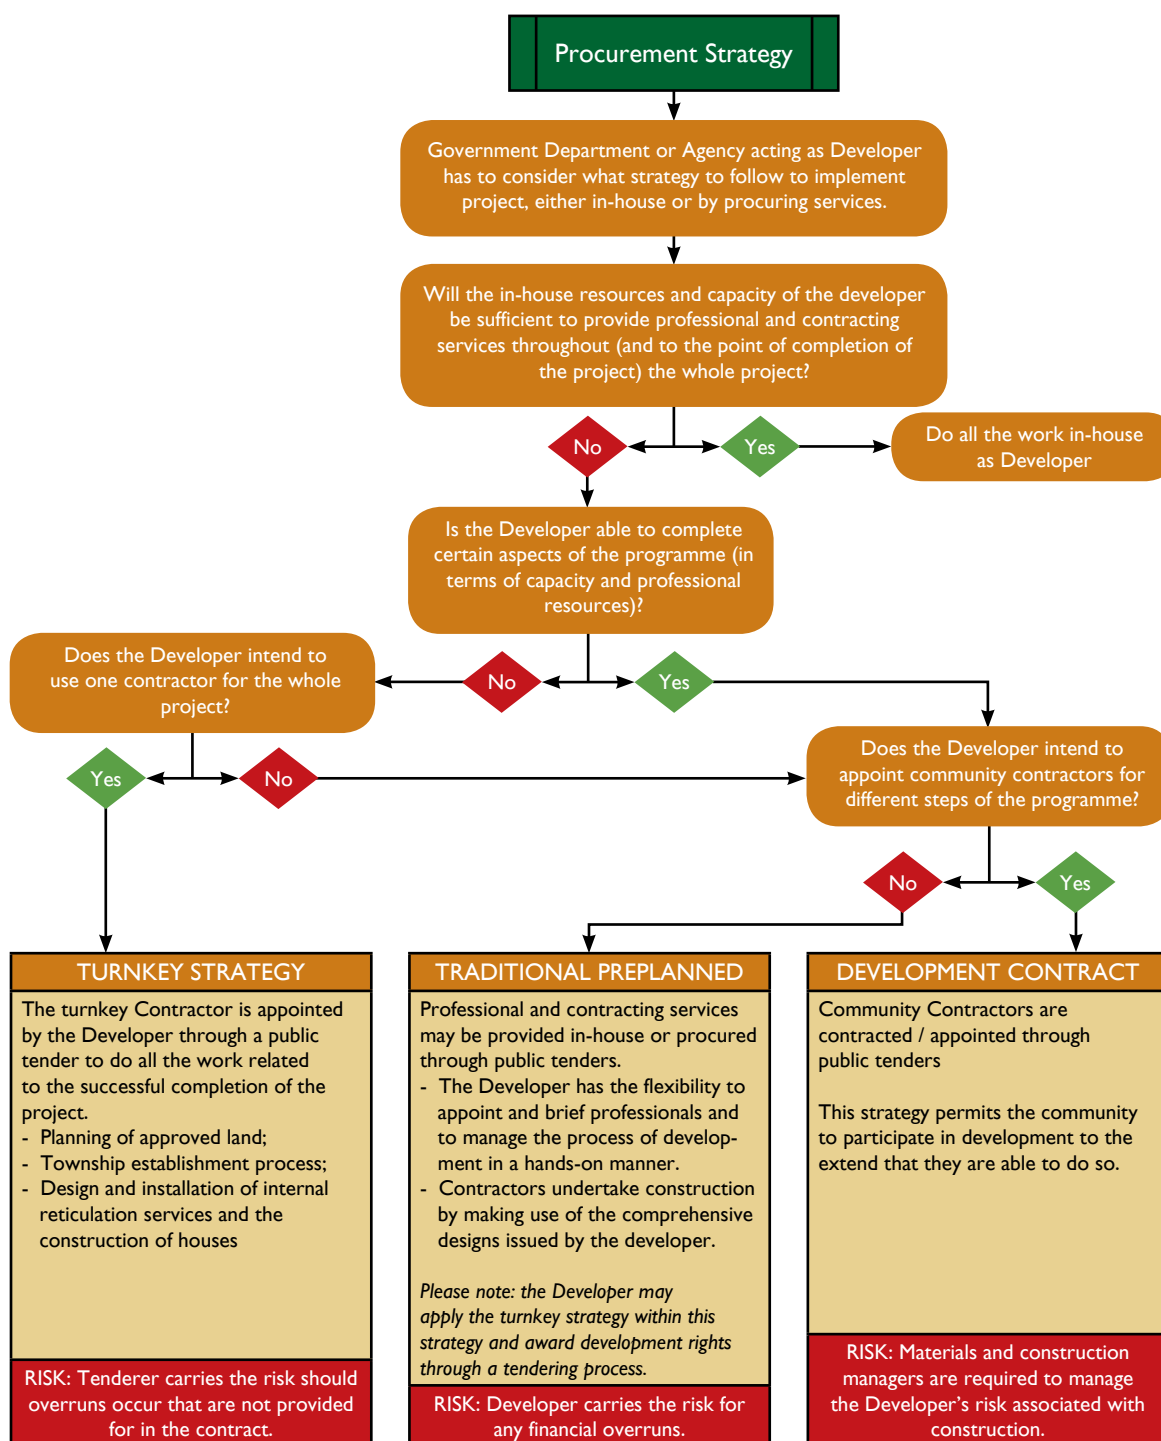 Procurement Strategy
Government Department or Agency acting as Developer
has to consider what strategy to follow to implement
project, either in-house or by procuring services.
Will the in-house resources and capacity of the developer
be sufficient to provide professional and contracting
services throughout (and to the point of completion of
the project) the whole project?
No
Yes
Do all the work in-house
as Developer
Is the Developer able to complete
certain aspects of the programme (in
terms of capacity and professional
resources)?
Does the Developer intend to
use one contractor for the whole
project?
No
Yes
Does the Developer intend to
appoint community contractors for
different steps of the programme?
Yes
No
No
Yes
TURNKEY STRATEGY
The turnkey Contractor is appointed
by the Developer through a public
tender to do all the work related
to the successful completion of the
project.
- Planning of approved land;
- Township establishment process;
- Design and installation of internal
reticulation services and the
construction of houses
RISK: Tenderer carries the risk should
overruns occur that are not provided
for in the contract.
TRADITIONAL PREPLANNED
Professional and contracting services
may be provided in-house or procured
through public tenders.
- The Developer has the flexibility to
appoint and brief professionals and
to manage the process of develop-
ment in a hands-on manner.
- Contractors undertake construction
by making use of the comprehensive
designs issued by the developer.
Please note: the Developer may
apply the turnkey strategy within this
strategy and award development rights
through a tendering process.
RISK: Developer carries the risk for
any financial overruns.
DEVELOPMENT CONTRACT
Community Contractors are
contracted / appointed through
public tenders
This strategy permits the community
to participate in development to the
extend that they are able to do so.
RISK: Materials and construction
managers are required to manage
the Developer's risk associated with
construction.